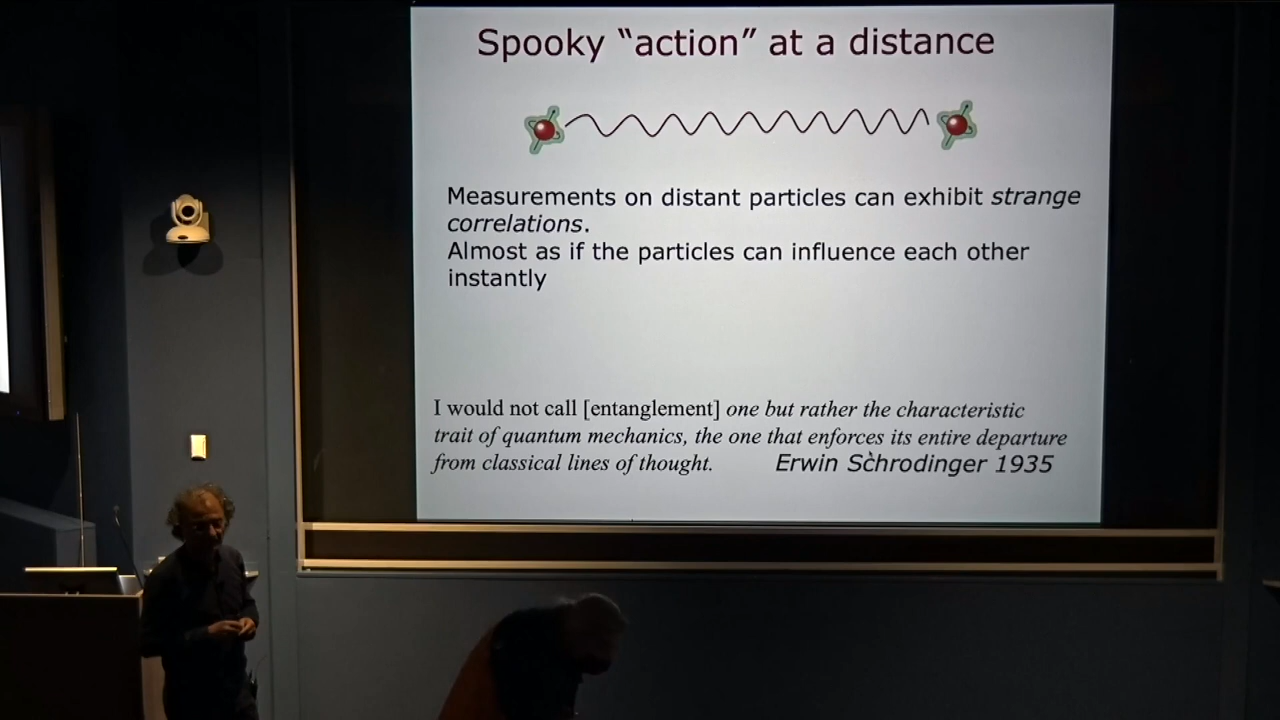 Spooky “action” at a distance
Measurements on distant particles can exhibit strange
correlations.
Almost as if the particles can influence each other
instantly
I would not call [entanglement] one but rather the characteristic
trait of quantum mechanics, the one that enforces its entire departure
from classical lines of thought. Erwin Sc̀hrodinger 1935